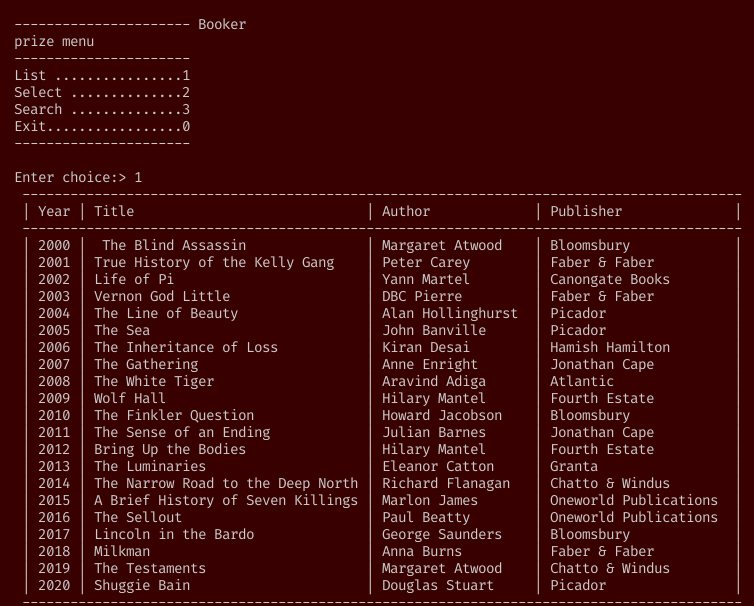 ---------------------- Booker
prize menu
----------------------
List ................1
Select ..............2
Search ..............3
Exit.................0
----------------------
Enter choice:> 1
------------------------------------------------------------------------------------------
| Year | Title                            | Author             | Publisher              |
------------------------------------------------------------------------------------------
| 2000 |  The Blind Assassin              | Margaret Atwood    | Bloomsbury             |
| 2001 | True History of the Kelly Gang   | Peter Carey        | Faber & Faber          |
| 2002 | Life of Pi                       | Yann Martel        | Canongate Books        |
| 2003 | Vernon God Little                | DBC Pierre         | Faber & Faber          |
| 2004 | The Line of Beauty               | Alan Hollinghurst  | Picador                |
| 2005 | The Sea                          | John Banville      | Picador                |
| 2006 | The Inheritance of Loss          | Kiran Desai        | Hamish Hamilton        |
| 2007 | The Gathering                    | Anne Enright       | Jonathan Cape          |
| 2008 | The White Tiger                  | Aravind Adiga      | Atlantic               |
| 2009 | Wolf Hall                        | Hilary Mantel      | Fourth Estate          |
| 2010 | The Finkler Question             | Howard Jacobson    | Bloomsbury             |
| 2011 | The Sense of an Ending           | Julian Barnes      | Jonathan Cape          |
| 2012 | Bring Up the Bodies              | Hilary Mantel      | Fourth Estate          |
| 2013 | The Luminaries                   | Eleanor Catton     | Granta                 |
| 2014 | The Narrow Road to the Deep North | Richard Flanagan   | Chatto & Windus        |
| 2015 | A Brief History of Seven Killings | Marlon James       | Oneworld Publications  |
| 2016 | The Sellout                      | Paul Beatty        | Oneworld Publications  |
| 2017 | Lincoln in the Bardo             | George Saunders    | Bloomsbury             |
| 2018 | Milkman                          | Anna Burns         | Faber & Faber          |
| 2019 | The Testaments                   | Margaret Atwood    | Chatto & Windus        |
| 2020 | Shuggie Bain                     | Douglas Stuart     | Picador                |
------------------------------------------------------------------------------------------